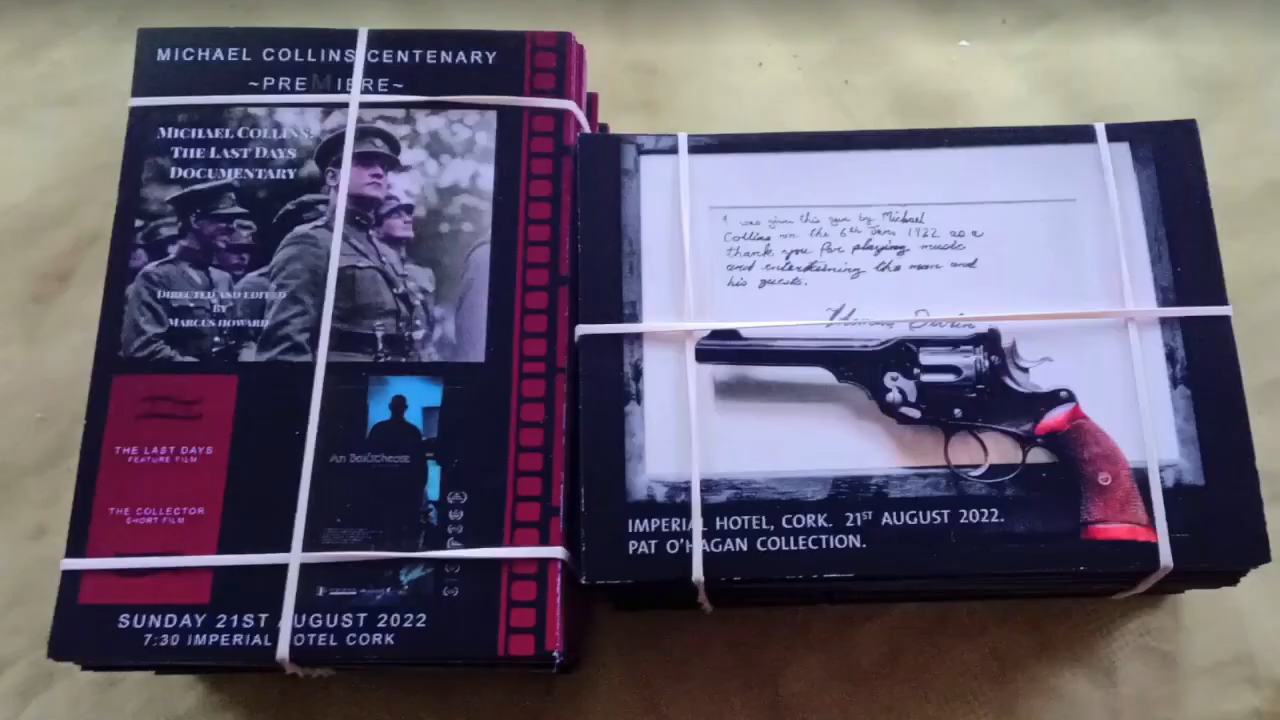 MICHAEL COLLINS CENTENARY
~PREMIERE~
MICHAEL COLLINS:
THE LAST DAYS
DOCUMENTARY
DIRECTED AND EDITED
BY
MARCUS HOWARD
THE LAST DAYS
FEATURE FILM
THE COLLECTOR
SHORT FILM
An Bailitheoir
SUNDAY 21ST AUGUST 2022
7:30 IMPERIAL HOTEL CORK
I was given this gun by Michael
Collins on the 6th Jan 1922 as a
thank you for playing music
and entertaining the men and
his guests.
IMPERIAL HOTEL, CORK. 21ST AUGUST 2022.
PAT O'HAGAN COLLECTION.